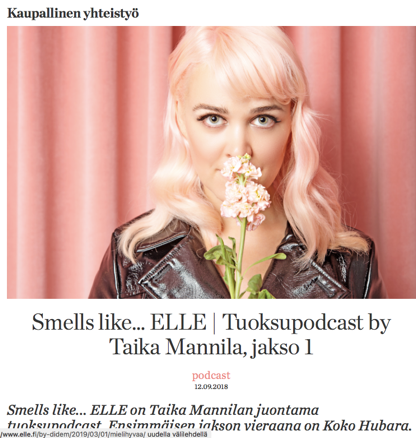 Kaupallinen yhteistyö
Smells like... ELLE | Tuoksupodcast by
Taika Mannila, jakso 1
podcast
12.09.2018
Smells like... ELLE on Taika Mannilan juontama
tuoksupodcast. Ensimmäisen jakson vieraana on Koko Hubara.
/www.elle.fi/by-didem/2019/03/01/mielihyvaa/ uudella välilehdellä